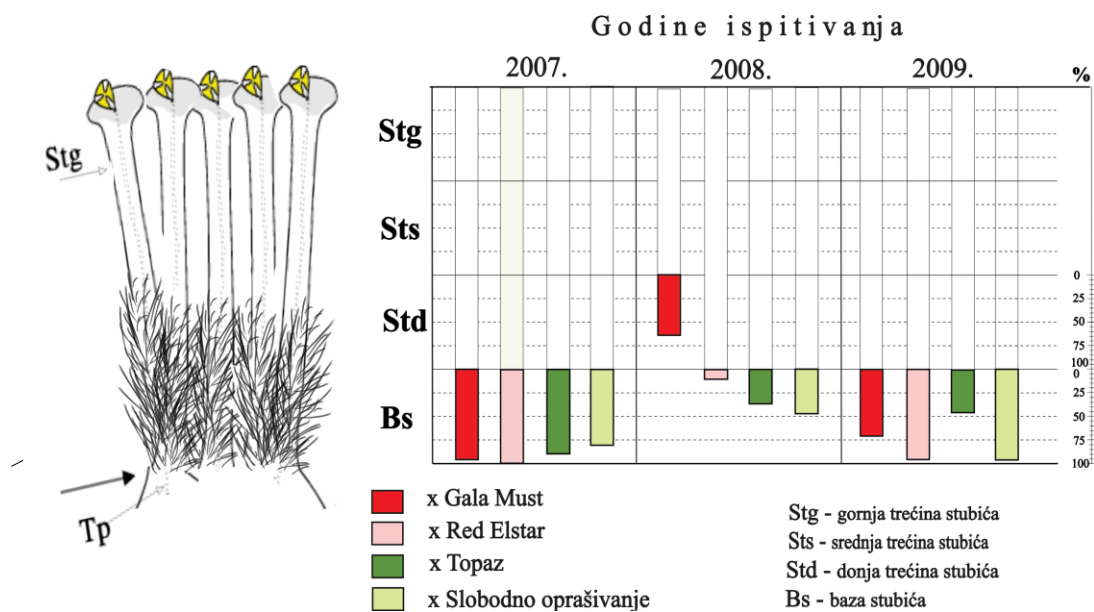 Godine ispitivanja
2007. 2008. 2009. %
Stg
Stg
Sts
Std
Bs
0
25
50
75
100
0
25
50
75
100
Tp
x Gala Must
x Red Elstar
x Topaz
x Slobodno oprašivanje
Stg - gornja trećina stubića
Sts - srednja trećina stubića
Std - donja trećina stubića
Bs - baza stubića